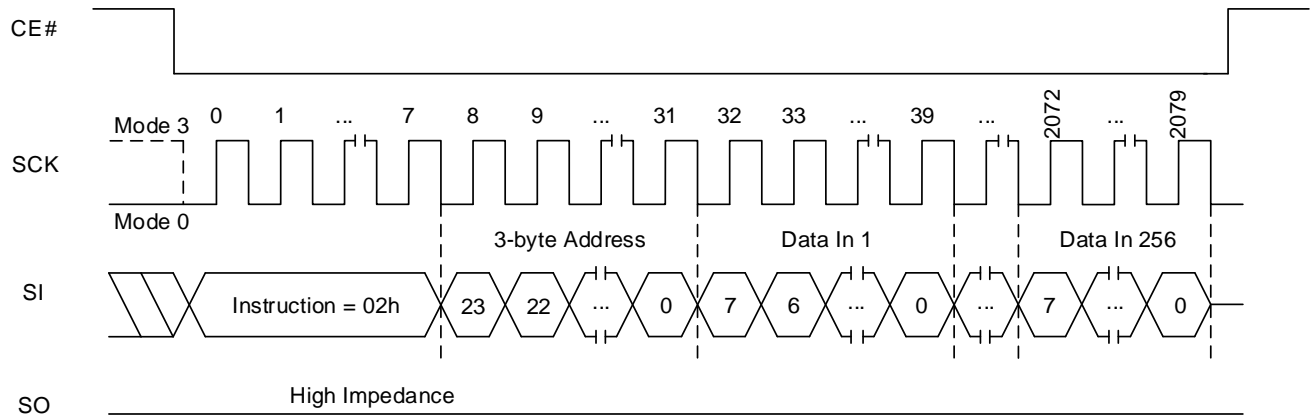 CE#
0 1 ... 7 8 9 ... 31 32 33 ... 39 ... 2072 ... 2079
Mode 3
SCK
Mode 0
3-byte Address Data In 1 Data In 256
SI Instruction = 02h 23 22 ... 0 7 6 ... 0 ... 7 ... 0
High Impedance
SO